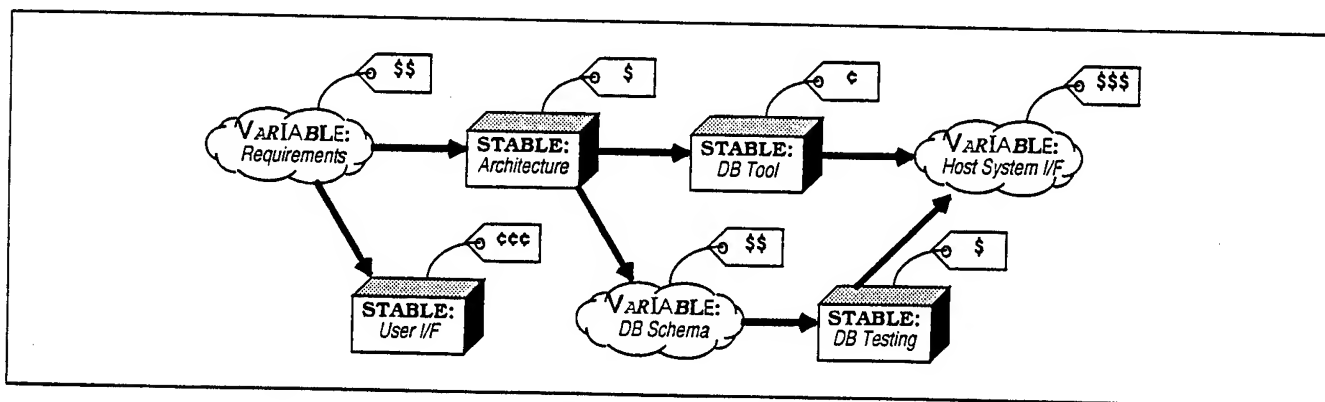 $$
$
¢
$$$
VARIABLE:
Requirements
STABLE:
Architecture
STABLE:
DB Tool
VARIABLE:
Host System I/F
¢¢¢
$$
$
STABLE:
User I/F
VARIABLE:
DB Schema
STABLE:
DB Testing